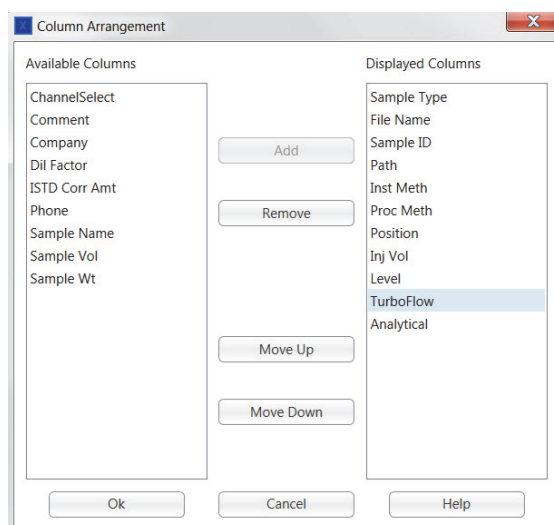 Column Arrangement
Available Columns
ChannelSelect
Comment
Company
Dil Factor
ISTD Corr Amt
Phone
Sample Name
Sample Vol
Sample Wt
Add
Remove
Move Up
Move Down
Displayed Columns
Sample Type
File Name
Sample ID
Path
Inst Meth
Proc Meth
Position
Inj Vol
Level
TurboFlow
Analytical
Ok
Cancel
Help